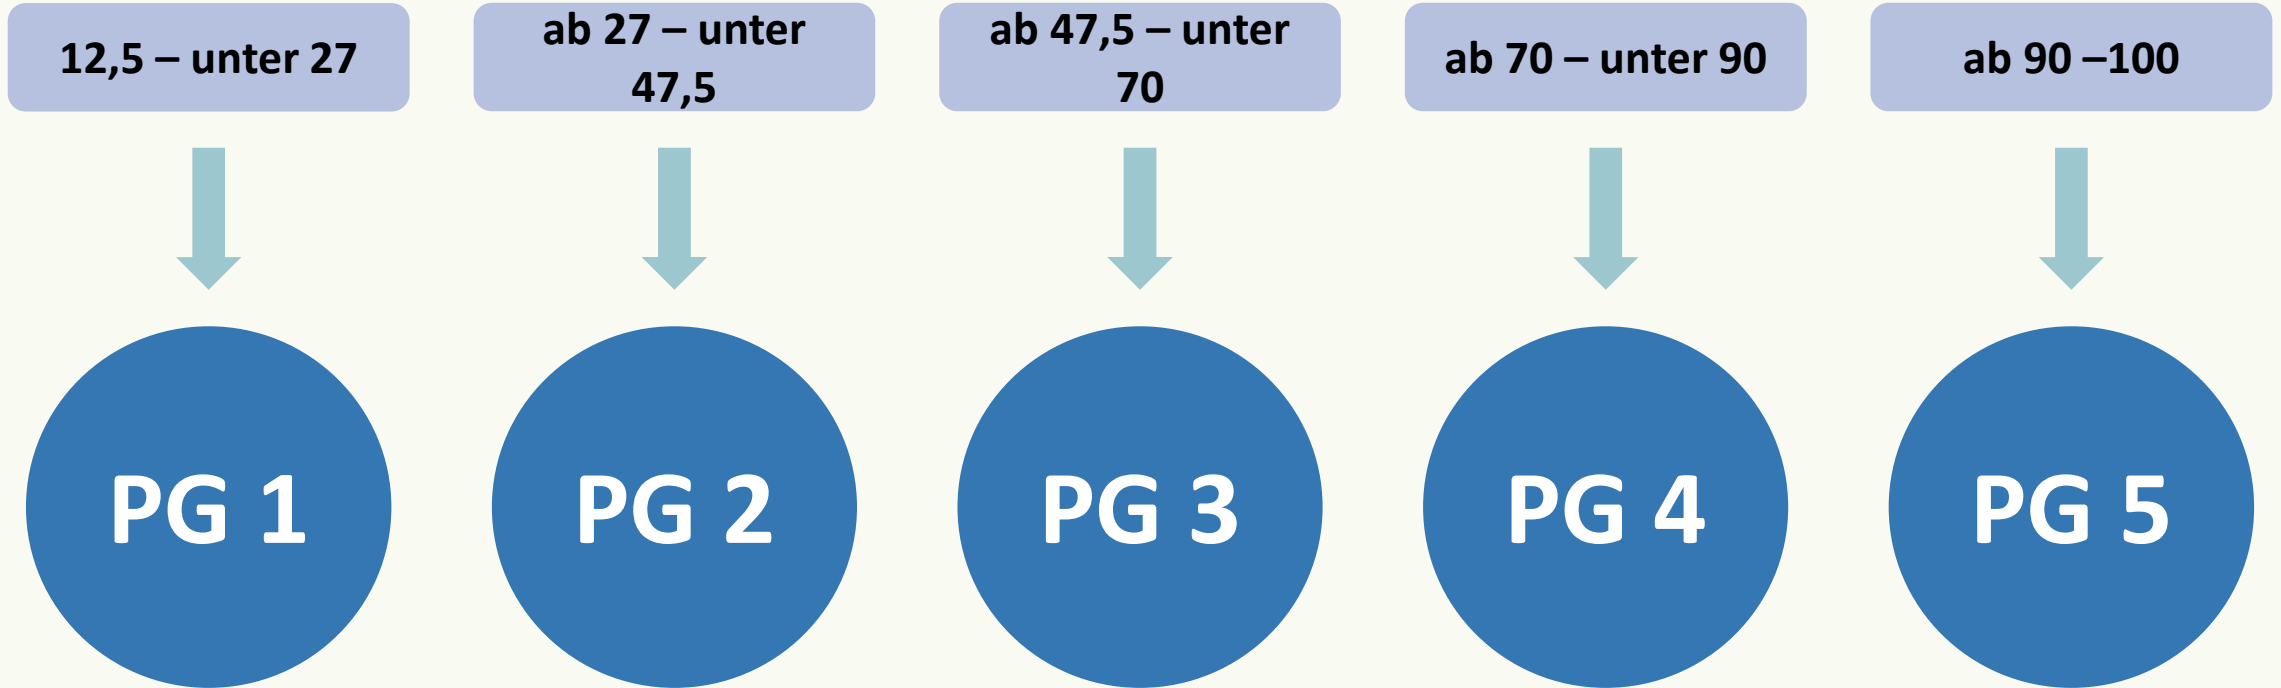 12,5 – unter 27
ab 27 – unter
47,5
ab 47,5 – unter
70
ab 70 – unter 90
ab 90 –100
PG 1
PG 2
PG 3
PG 4
PG 5